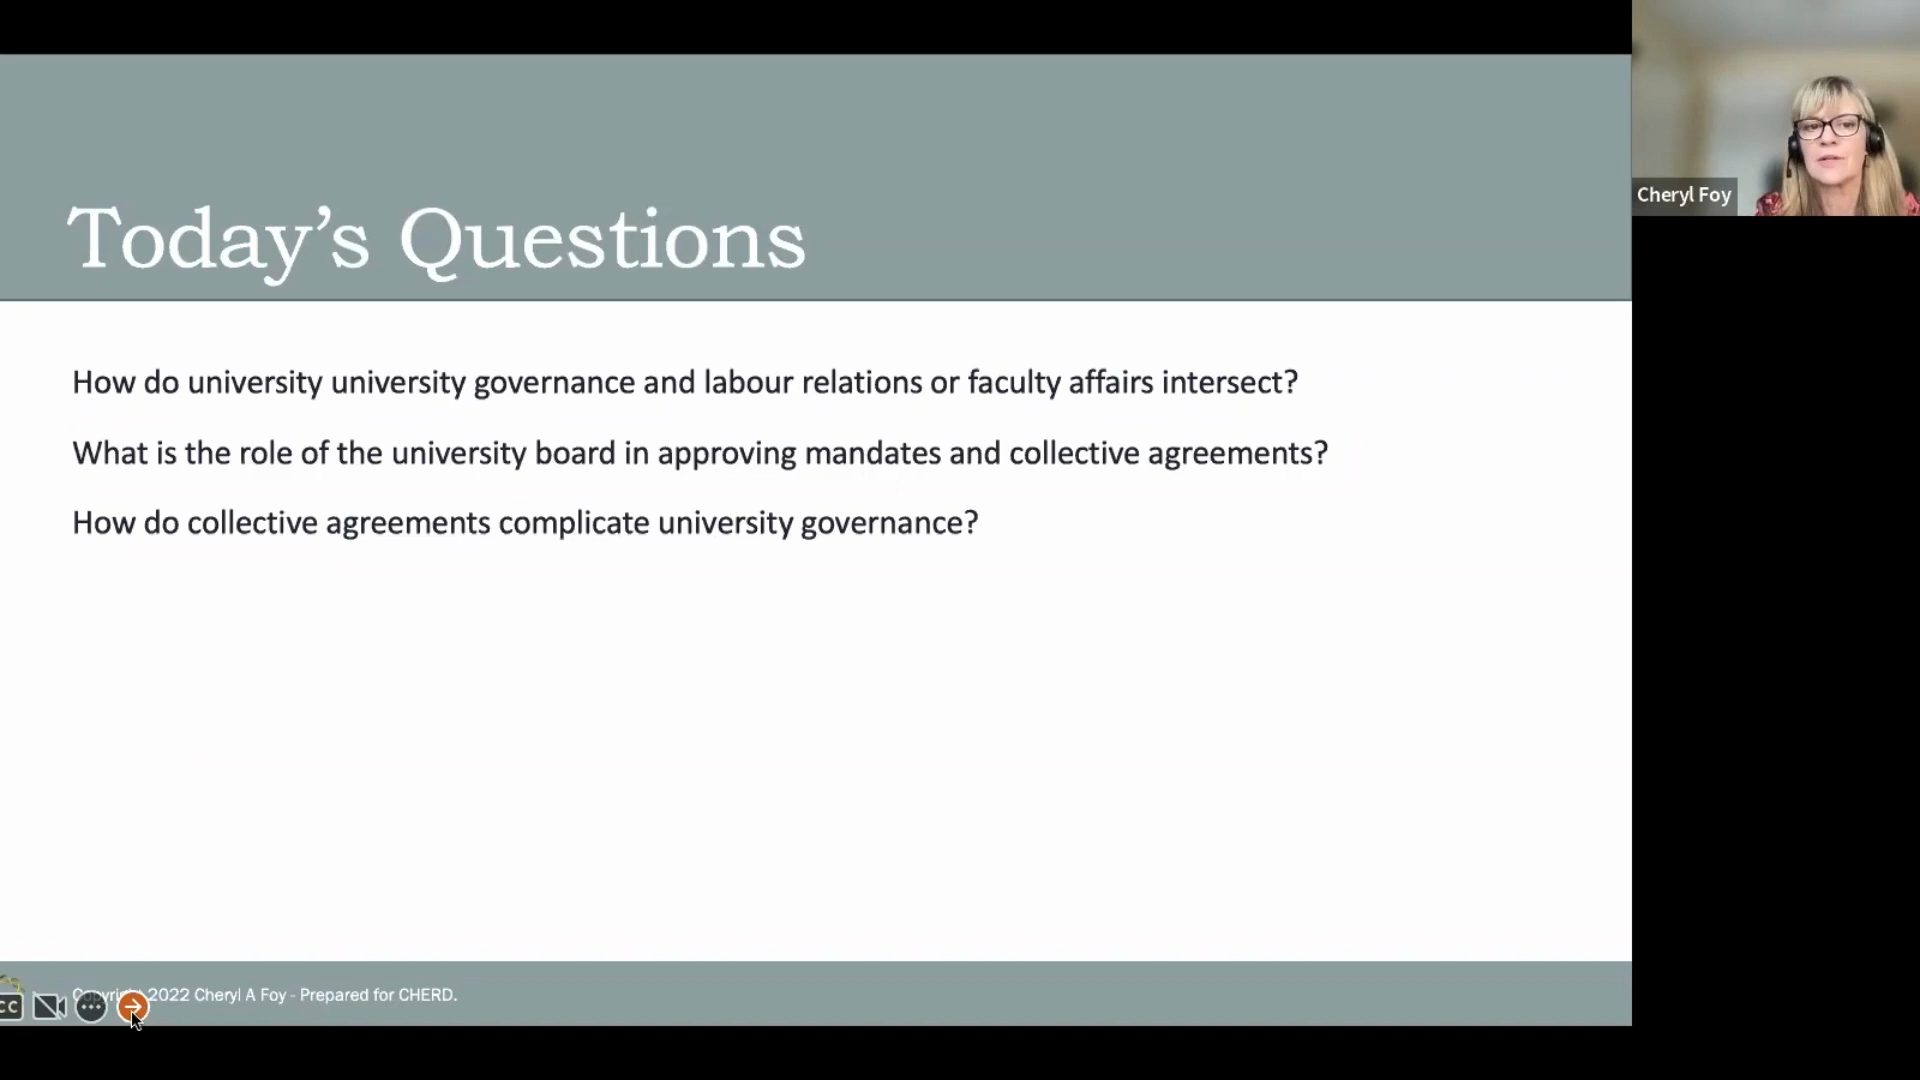 Today’s Questions
Cheryl Foy
How do university university governance and labour relations or faculty affairs intersect?
What is the role of the university board in approving mandates and collective agreements?
How do collective agreements complicate university governance?
Copyright 2022 Cheryl A Foy - Prepared for CHERD.
CC